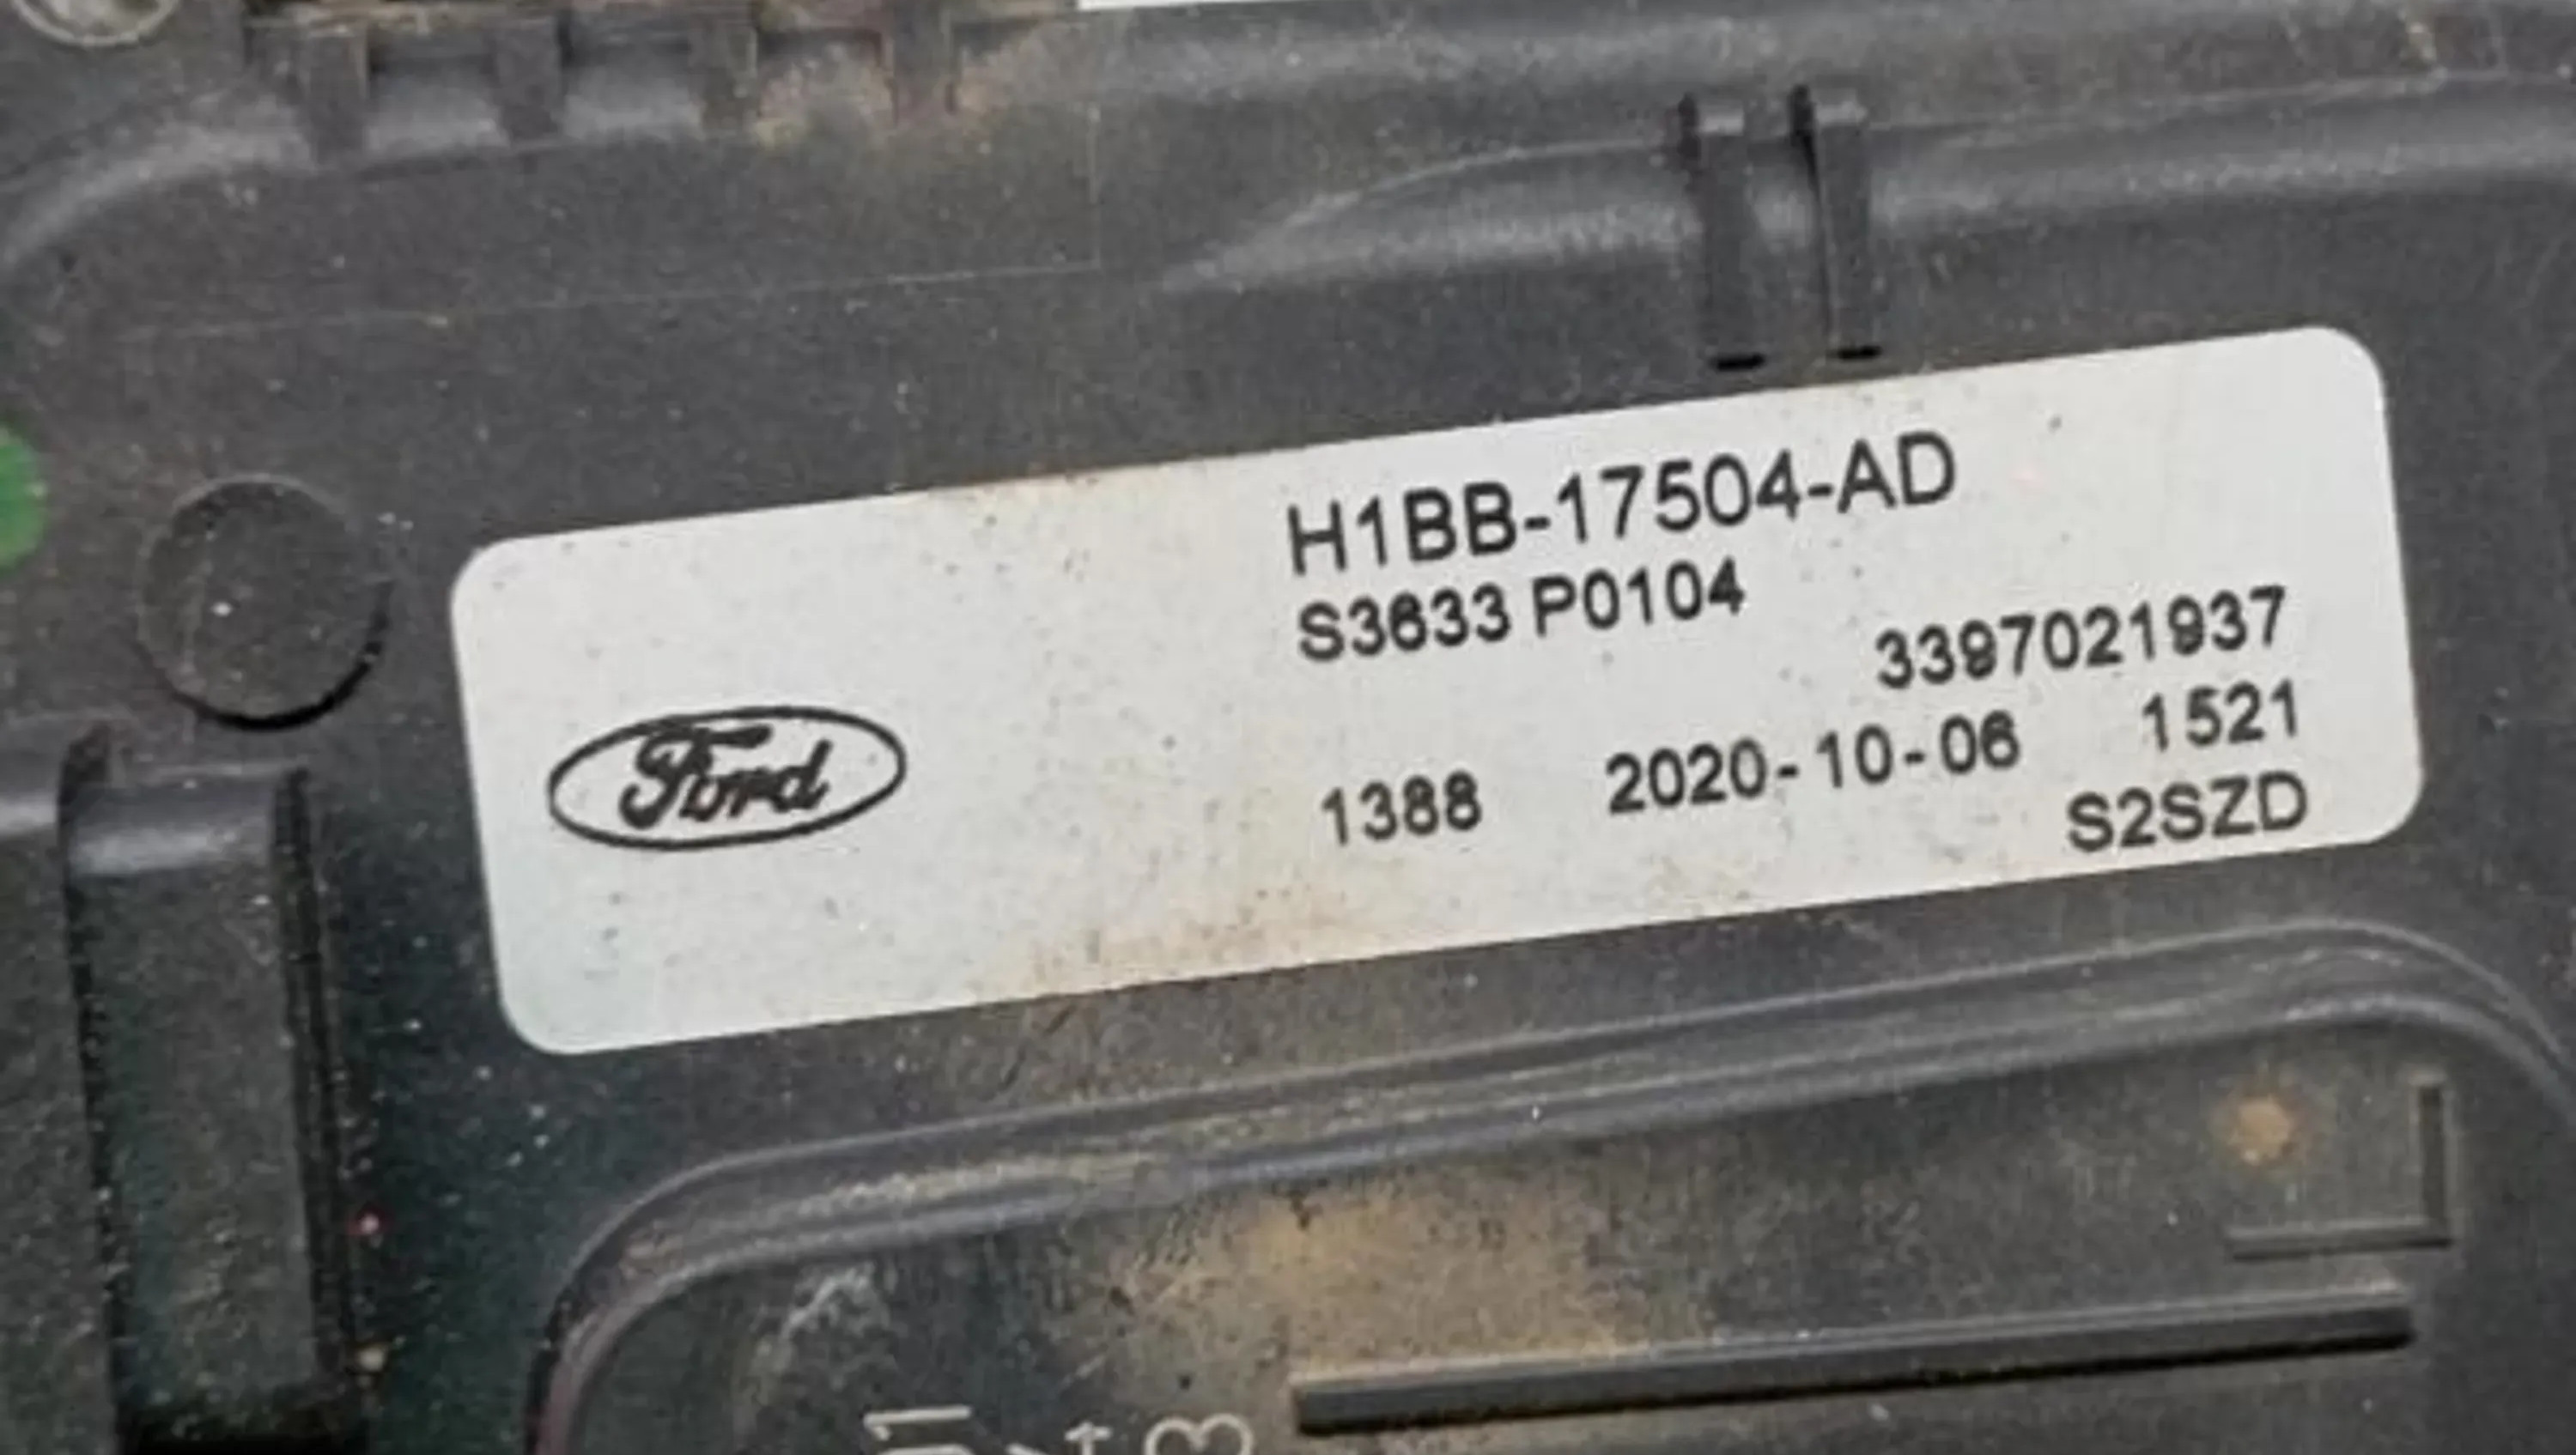 H1BB-17504-AD
S3633 P0104
3397021937
Ford
1388 2020-10-06 1521
S2SZD